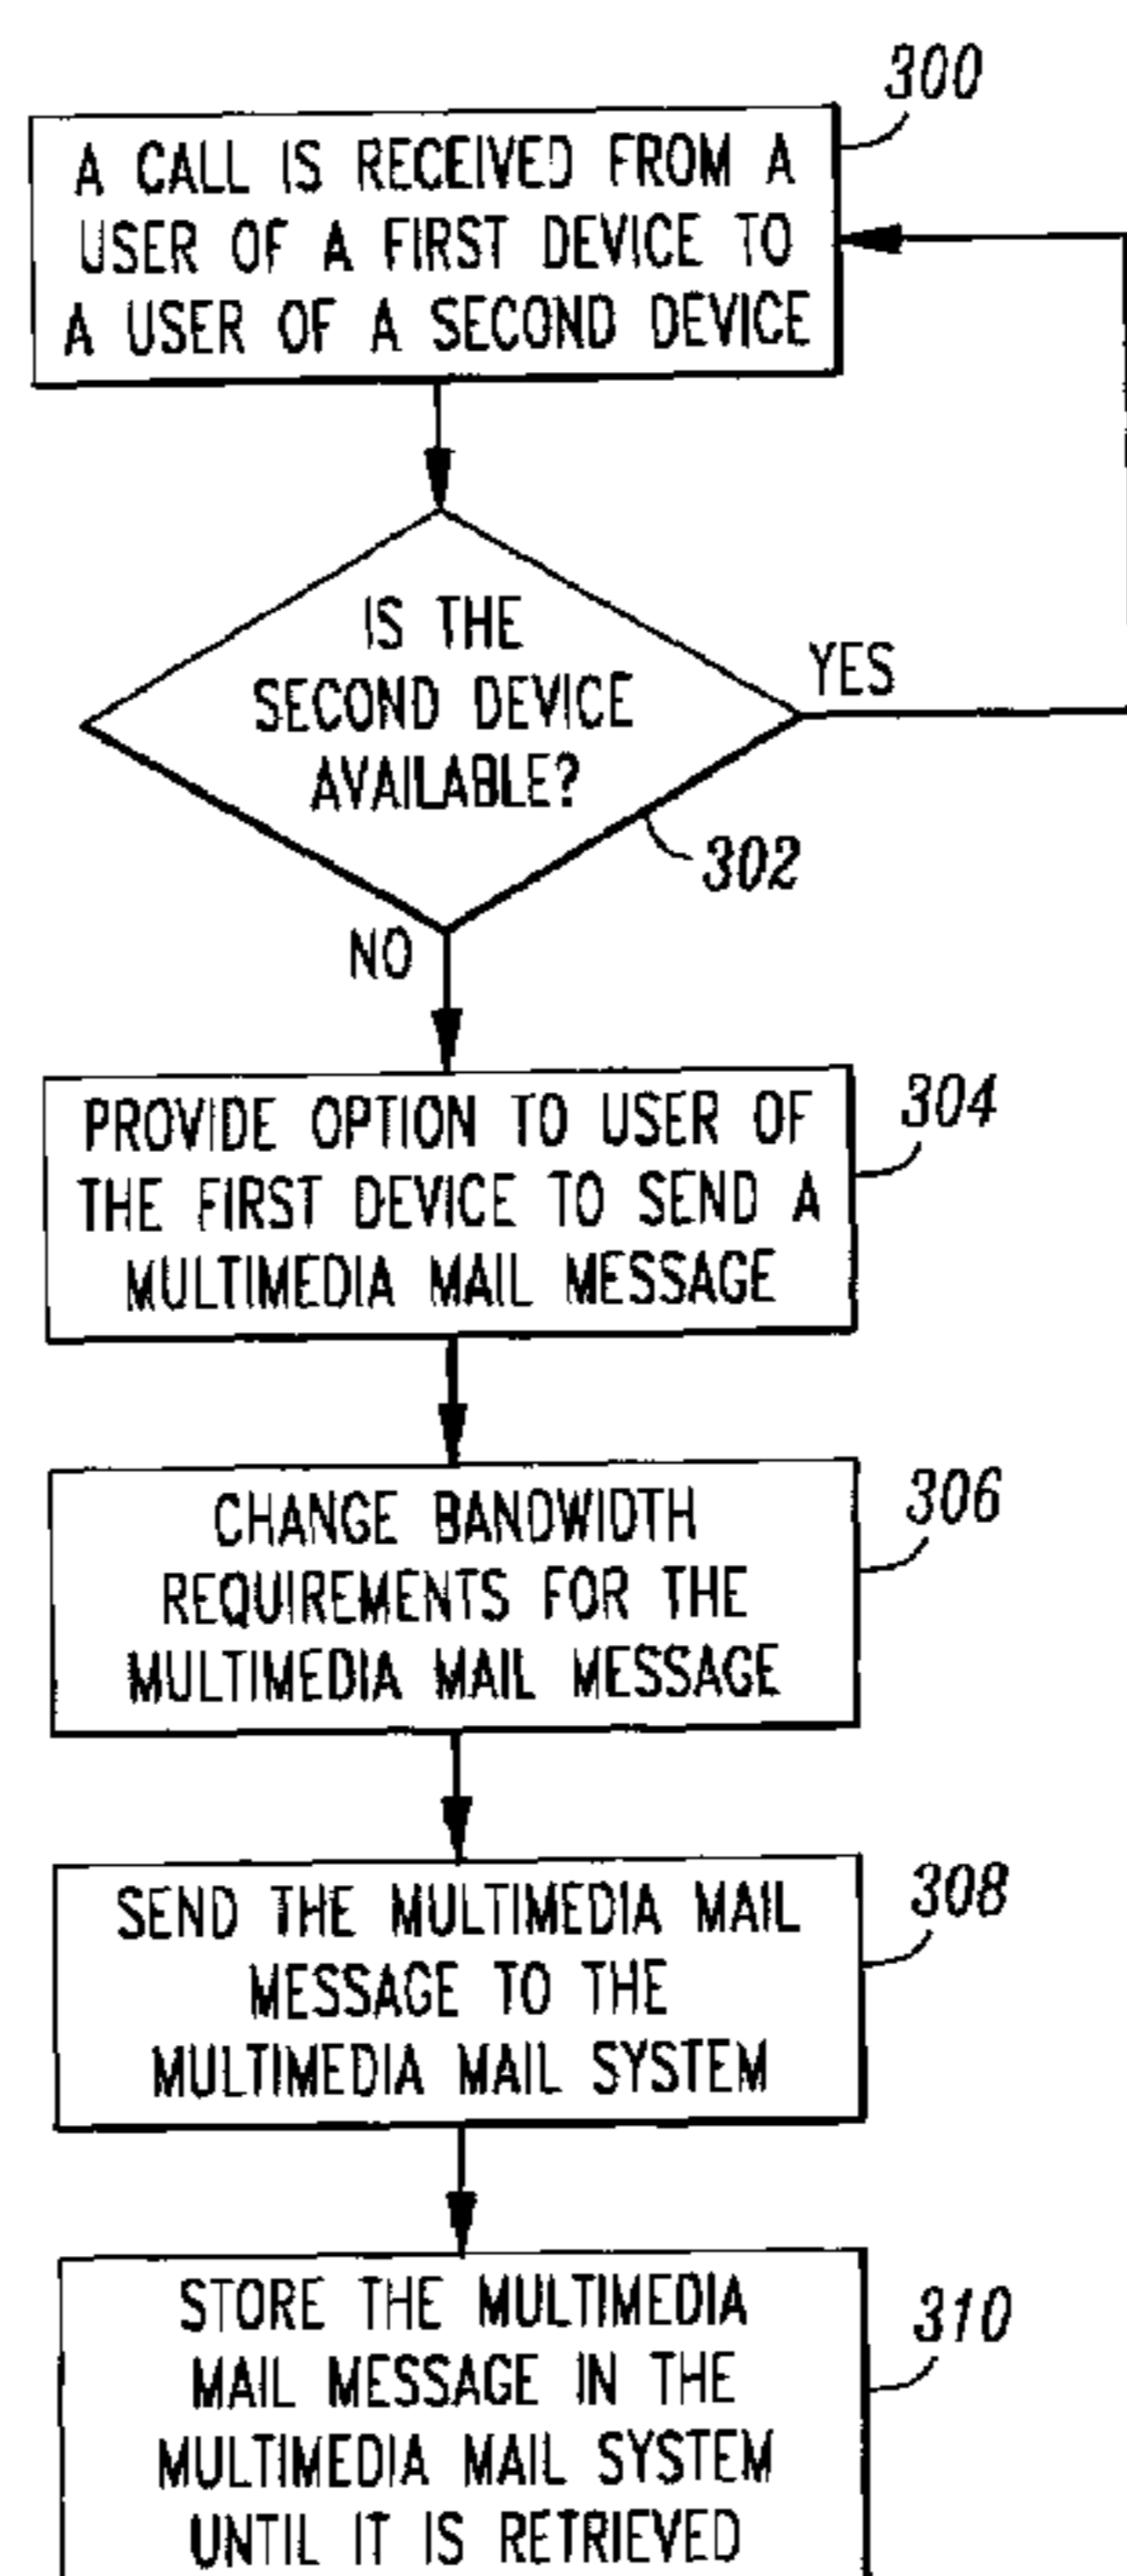 300
A CALL IS RECEIVED FROM A
USER OF A FIRST DEVICE TO
A USER OF A SECOND DEVICE
IS THE
SECOND DEVICE
AVAILABLE?
YES
302
NO
304
PROVIDE OPTION TO USER OF
THE FIRST DEVICE TO SEND A
MULTIMEDIA MAIL MESSAGE
306
CHANGE BANDWIDTH
REQUIREMENTS FOR THE
MULTIMEDIA MAIL MESSAGE
308
SEND THE MULTIMEDIA MAIL
MESSAGE TO THE
MULTIMEDIA MAIL SYSTEM
310
STORE THE MULTIMEDIA
MAIL MESSAGE IN THE
MULTIMEDIA MAIL SYSTEM
UNTIL IT IS RETRIEVED